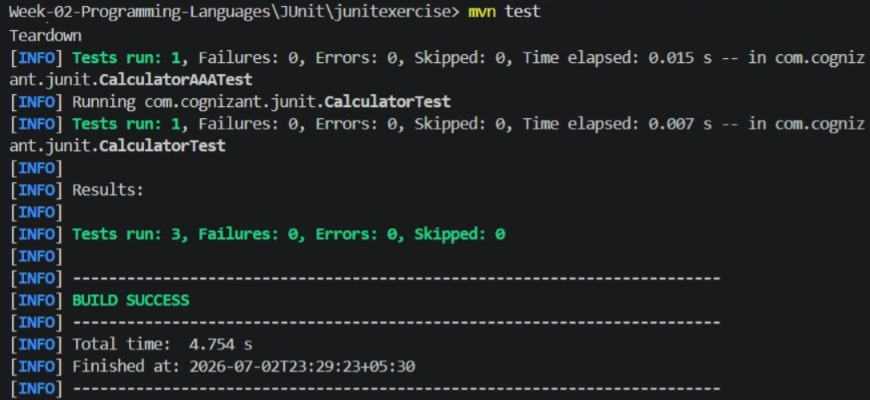 Week-02-Programming-Languages\JUnit\junitexercise> mvn test
Teardown
[INFO] Tests run: 1, Failures: 0, Errors: 0, Skipped: 0, Time elapsed: 0.015 s -- in com.cogniz
ant.junit.CalculatorAAATest
[INFO] Running com.cognizant.junit.CalculatorTest
[INFO] Tests run: 1, Failures: 0, Errors: 0, Skipped: 0, Time elapsed: 0.007 s -- in com.cogniz
ant.junit.CalculatorTest
[INFO]
[INFO] Results:
[INFO]
[INFO] Tests run: 3, Failures: 0, Errors: 0, Skipped: 0
[INFO]
[INFO] ------------------------------------------------------------------------
[INFO] BUILD SUCCESS
[INFO] ------------------------------------------------------------------------
[INFO] Total time:  4.754 s
[INFO] Finished at: 2026-07-02T23:29:23+05:30
[INFO] ------------------------------------------------------------------------